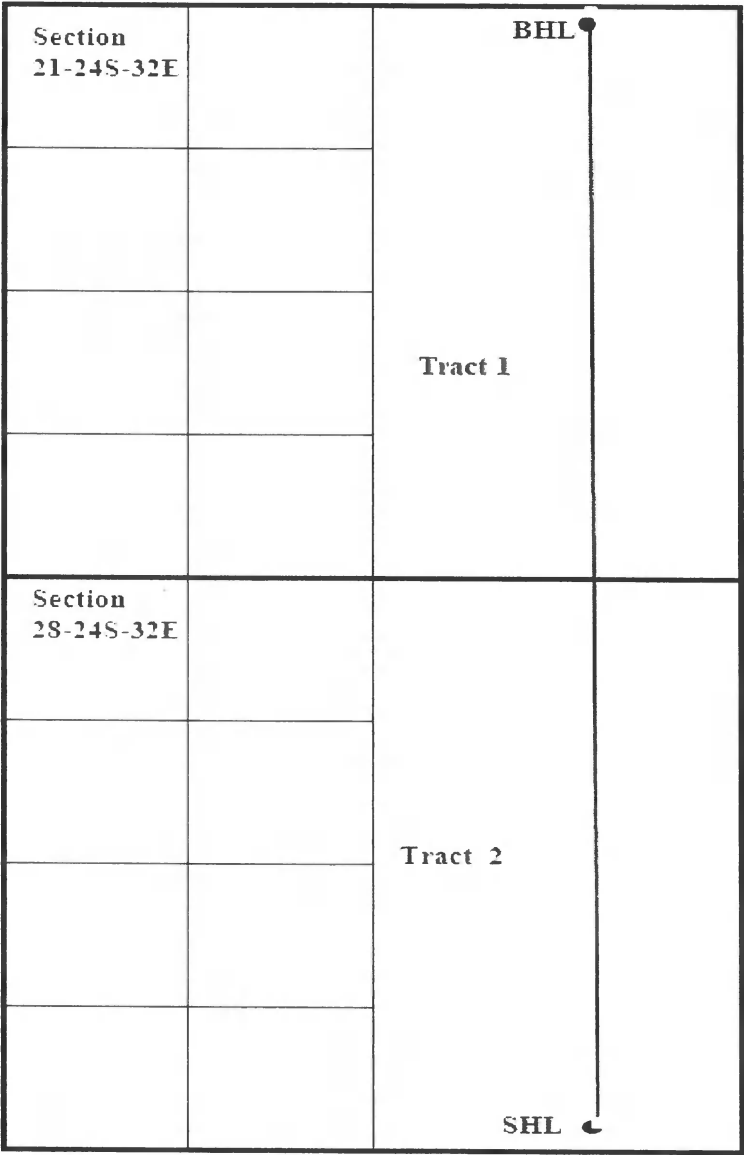 Section
21-24S-32E
BHL
Tract 1
Section
28-24S-32E
Tract 2
SHL